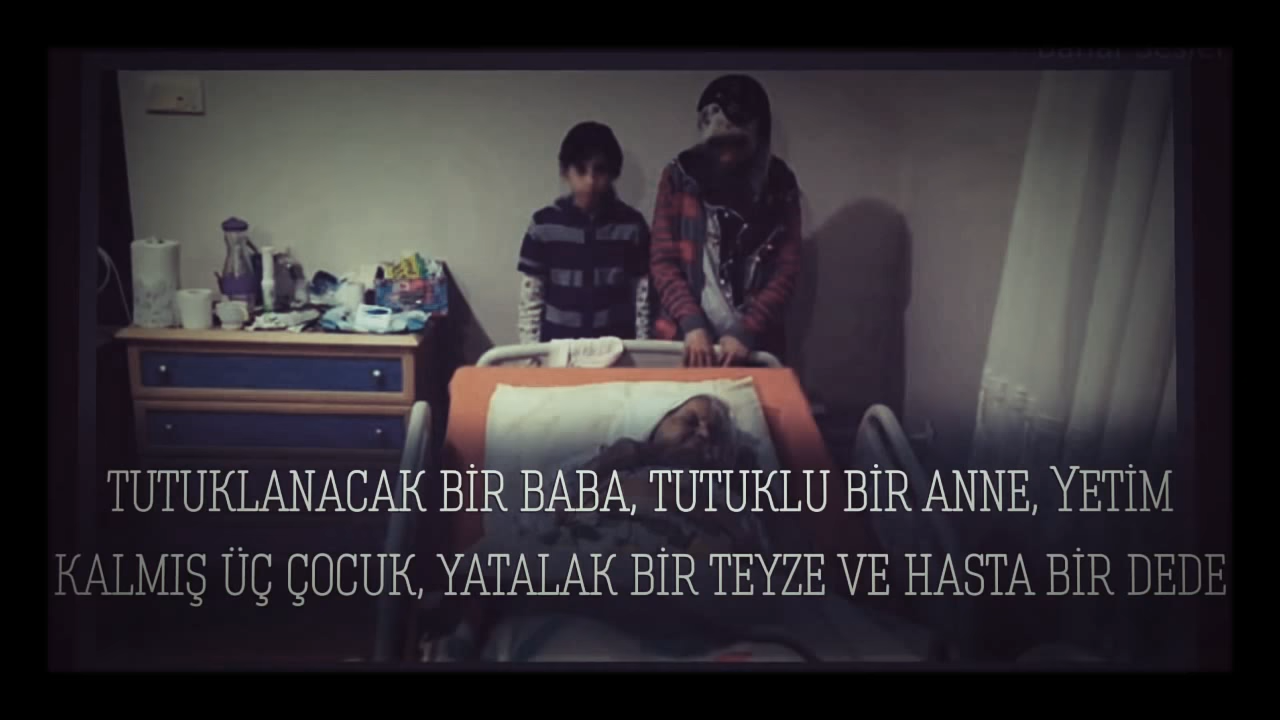 TUTUKLANACAK BİR BABA, TUTUKLU BİR ANNE, YETİM
KALMIŞ ÜÇ ÇOCUK, YATALAK BİR TEYZE VE HASTA BİR DEDE